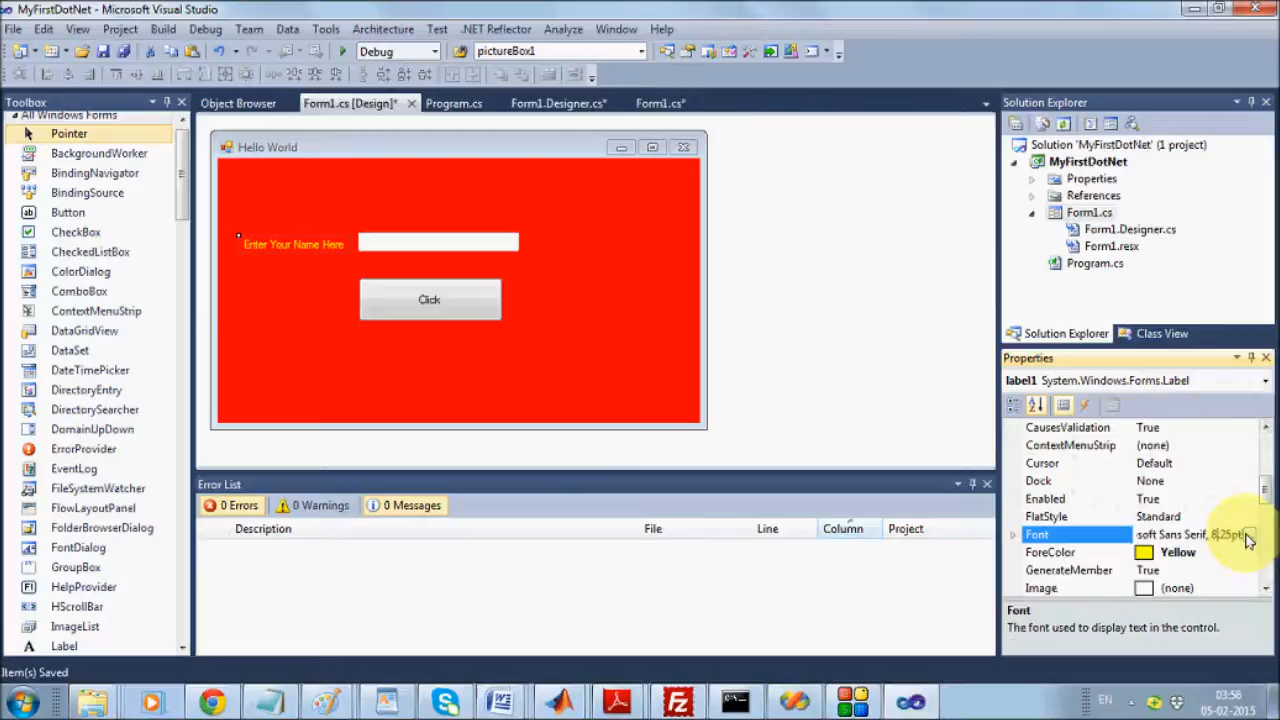 MyFirstDotNet - Microsoft Visual Studio
File Edit View Project Build Debug Team Data Tools Architecture Test .NET Reflector Analyze Window Help
Debug pictureBox1
Toolbox
All Windows Forms
Pointer
BackgroundWorker
BindingNavigator
BindingSource
Button
CheckBox
CheckedListBox
ColorDialog
ComboBox
ContextMenuStrip
DataGridView
DataSet
DateTimePicker
DirectoryEntry
DirectorySearcher
DomainUpDown
ErrorProvider
EventLog
FileSystemWatcher
FlowLayoutPanel
FolderBrowserDialog
FontDialog
GroupBox
HelpProvider
HScrollBar
ImageList
Label
Object Browser Form1.cs [Design]* Program.cs Form1.Designer.cs* Form1.cs*
Hello World
Enter Your Name Here
Click
Error List
0 Errors 0 Warnings 0 Messages
Description File Line Column Project
Solution Explorer
Solution 'MyFirstDotNet' (1 project)
MyFirstDotNet
Properties
References
Form1.cs
Form1.Designer.cs
Form1.resx
Program.cs
Solution Explorer Class View
Properties
label1 System.Windows.Forms.Label
CausesValidation True
ContextMenuStrip (none)
Cursor Default
Dock None
Enabled True
FlatStyle Standard
Font soft Sans Serif, 8.25pt
ForeColor Yellow
GenerateMember True
Image (none)
Font
The font used to display text in the control.
Item(s) Saved
EN
03:56
05-02-2015